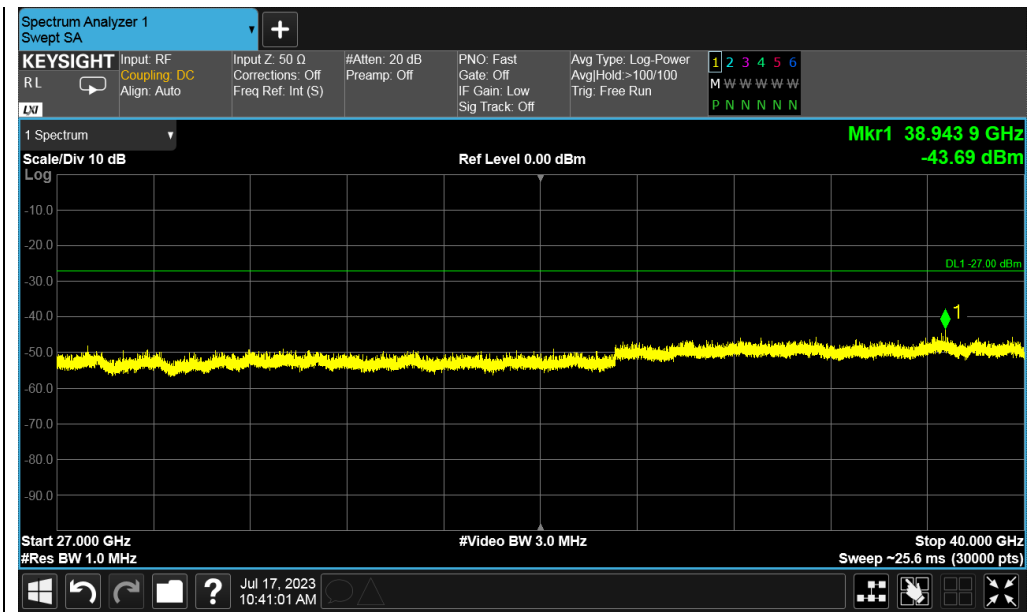 Spectrum Analyzer 1
Swept SA
+
KEYSIGHT
R L
LXI
Input: RF
Coupling: DC
Align: Auto
Input Z: 50 Ω
Corrections: Off
Freq Ref: Int (S)
#Atten: 20 dB
Preamp: Off
PNO: Fast
Gate: Off
IF Gain: Low
Sig Track: Off
Avg Type: Log-Power
Avg|Hold:>100/100
Trig: Free Run
1 2 3 4 5 6
M W W W W W
P N N N N N
1 Spectrum
Mkr1 38.943 9 GHz
Scale/Div 10 dB
Ref Level 0.00 dBm
-43.69 dBm
Log
-10.0
-20.0
DL1 -27.00 dBm
-30.0
1
-40.0
-50.0
-60.0
-70.0
-80.0
-90.0
Start 27.000 GHz
#Video BW 3.0 MHz
Stop 40.000 GHz
#Res BW 1.0 MHz
Sweep ~25.6 ms (30000 pts)
?
Jul 17, 2023
10:41:01 AM